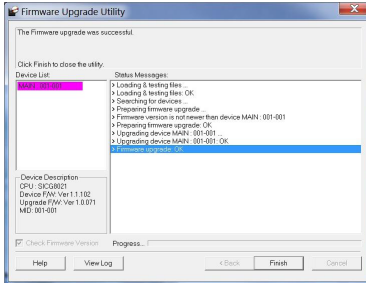 Firmware Upgrade Utility
The Firmware upgrade was successful.
Click Finish to close the utility.
Device List:
MAIN : 001-001
Status Messages:
> Loading & testing files ...
> Loading & testing files: OK
> Searching for devices ...
> Preparing firmware upgrade ...
> Firmware version is not newer than device MAIN : 001-001
> Preparing firmware upgrade: OK
> Upgrading device MAIN : 001-001 ...
> Upgrading device MAIN : 001-001: OK
> Firmware upgrade: OK
Device Description
CPU : SICG8021
Device F/W: Ver 1.1.102
Upgrade F/W: Ver 1.0.071
MID: 001-001
Check Firmware Version
Progress...
Help
View Log
< Back
Finish
Cancel